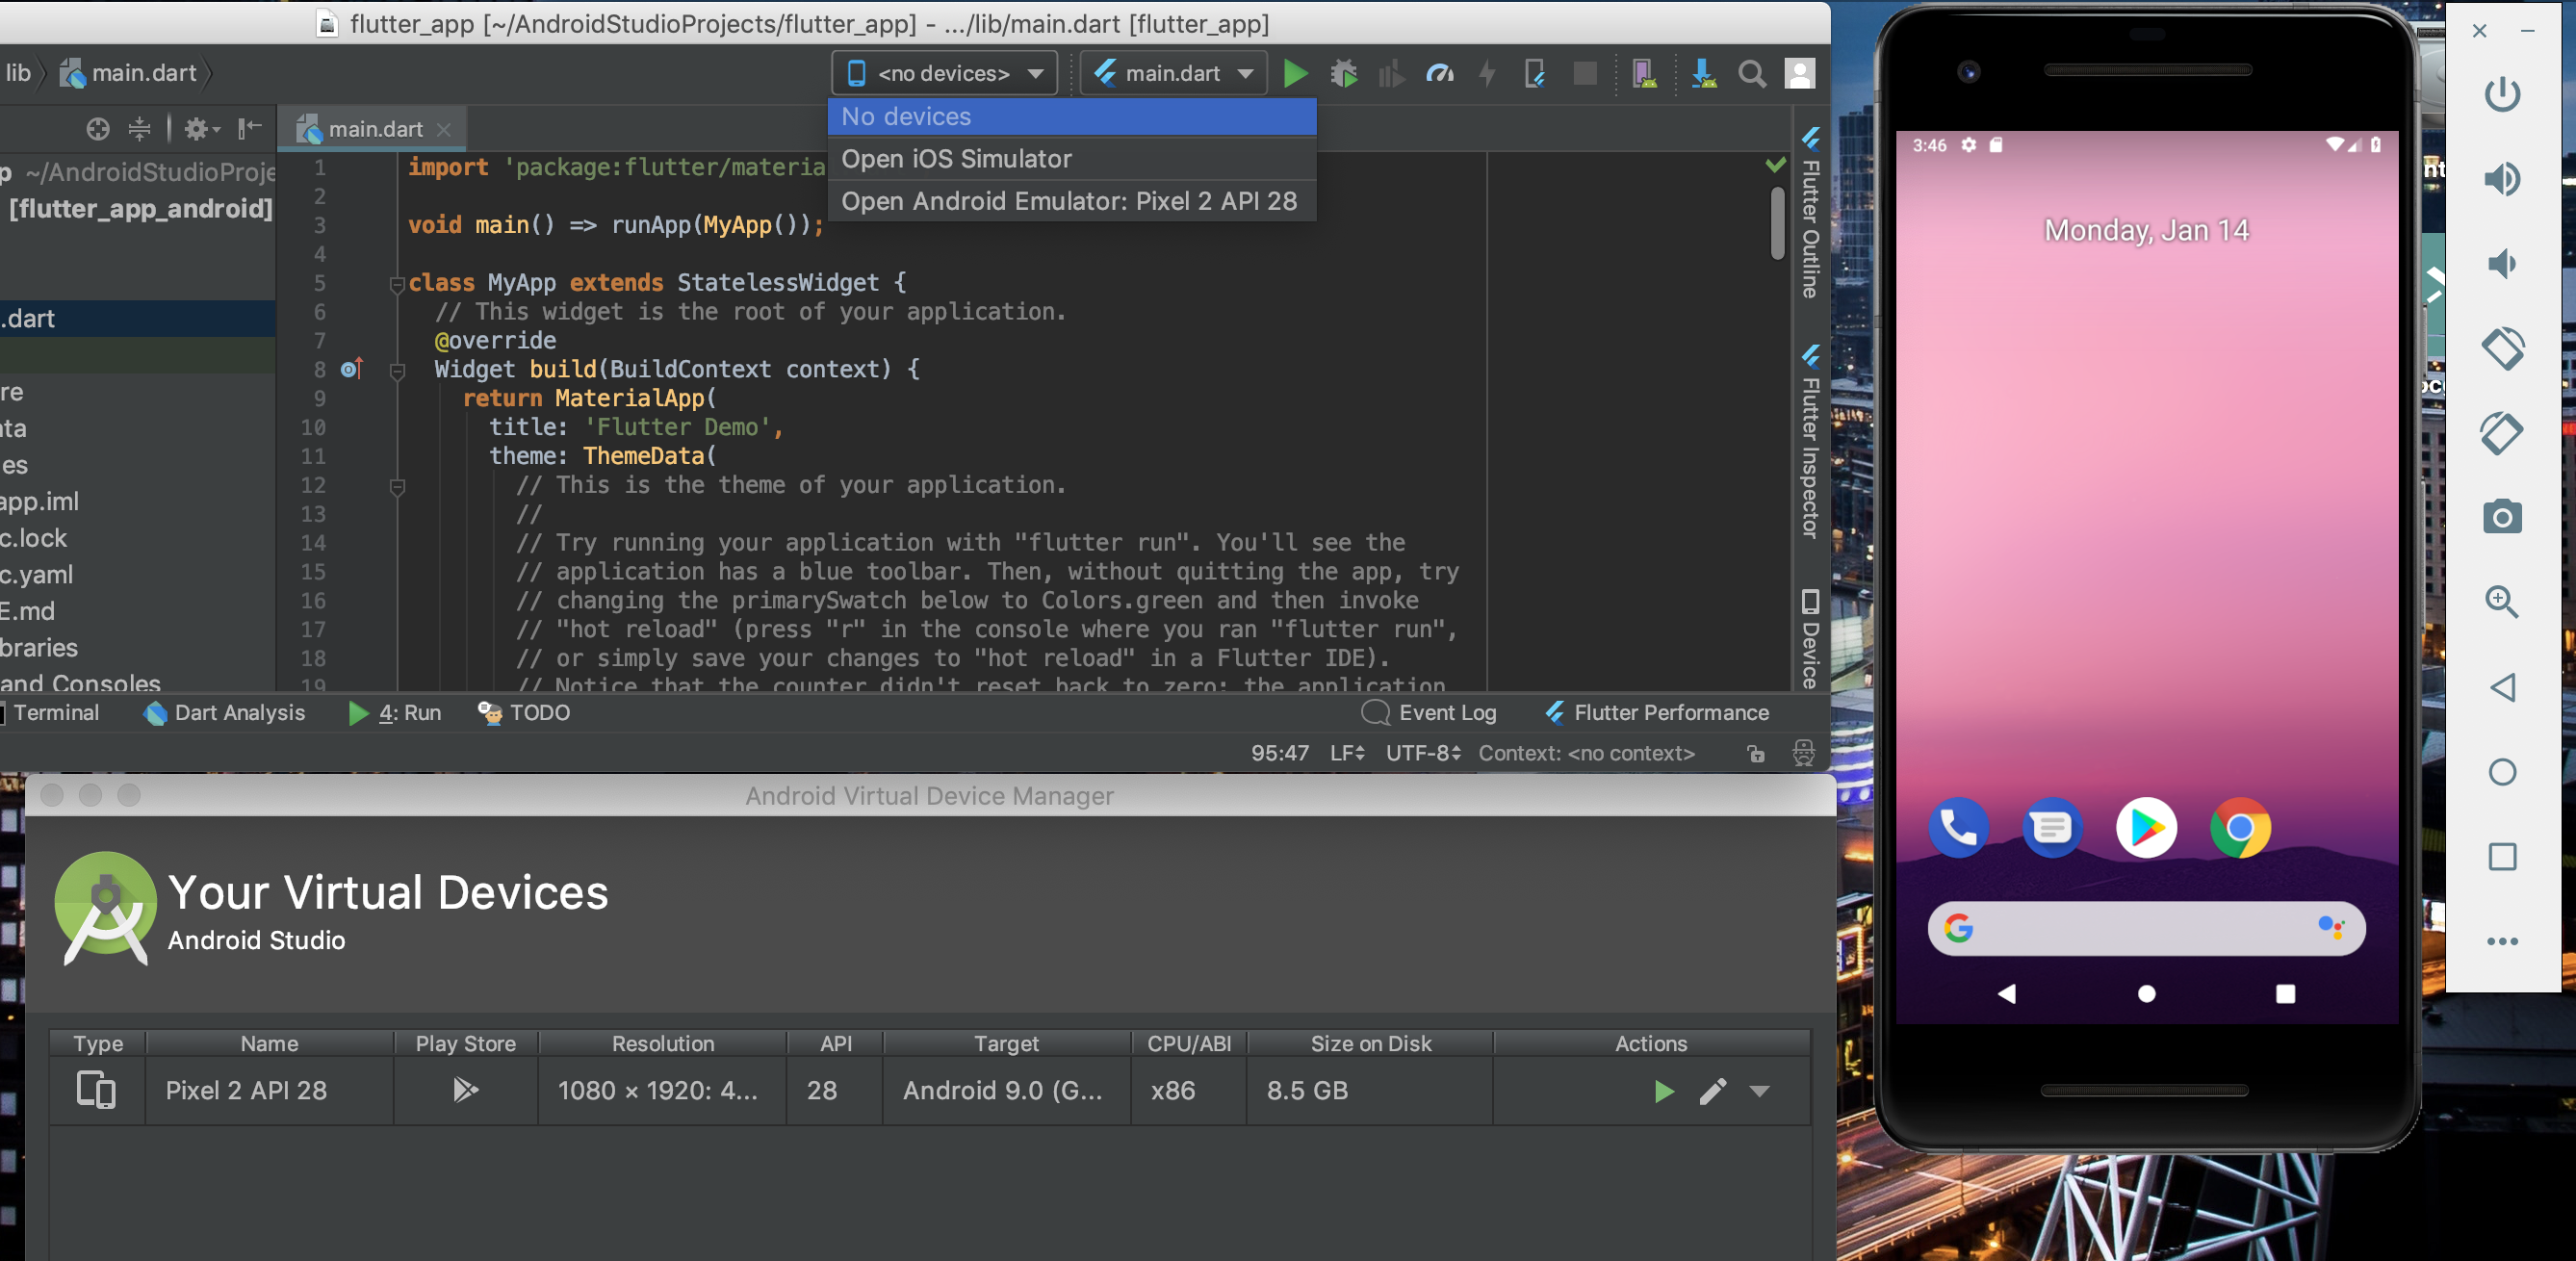 flutter_app [~/AndroidStudioProjects/flutter_app] - .../lib/main.dart [flutter_app]
lib
main.dart
<no devices>
main.dart
No devices
Open iOS Simulator
Open Android Emulator: Pixel 2 API 28
main.dart
p ~/AndroidStudioProje
[flutter_app_android]
.dart
re
ta
es
app.iml
c.lock
c.yaml
E.md
braries
and Consoles
1 import 'package:flutter/materia
2
3 void main() => runApp(MyApp());
4
5 class MyApp extends StatelessWidget {
6 // This widget is the root of your application.
7 @override
8 Widget build(BuildContext context) {
9 return MaterialApp(
10 title: 'Flutter Demo',
11 theme: ThemeData(
12 // This is the theme of your application.
13 //
14 // Try running your application with "flutter run". You'll see the
15 // application has a blue toolbar. Then, without quitting the app, try
16 // changing the primarySwatch below to Colors.green and then invoke
17 // "hot reload" (press "r" in the console where you ran "flutter run",
18 // or simply save your changes to "hot reload" in a Flutter IDE).
19 // Notice that the counter didn't reset back to zero; the application
Flutter Outline
Flutter Inspector
Device
Terminal
Dart Analysis
4: Run
TODO
Event Log
Flutter Performance
95:47 LF UTF-8 Context: <no context>
Android Virtual Device Manager
Your Virtual Devices
Android Studio
Type Name Play Store Resolution API Target CPU/ABI Size on Disk Actions
Pixel 2 API 28 1080 × 1920: 4... 28 Android 9.0 (G... x86 8.5 GB
3:46
Monday, Jan 14
G
nt